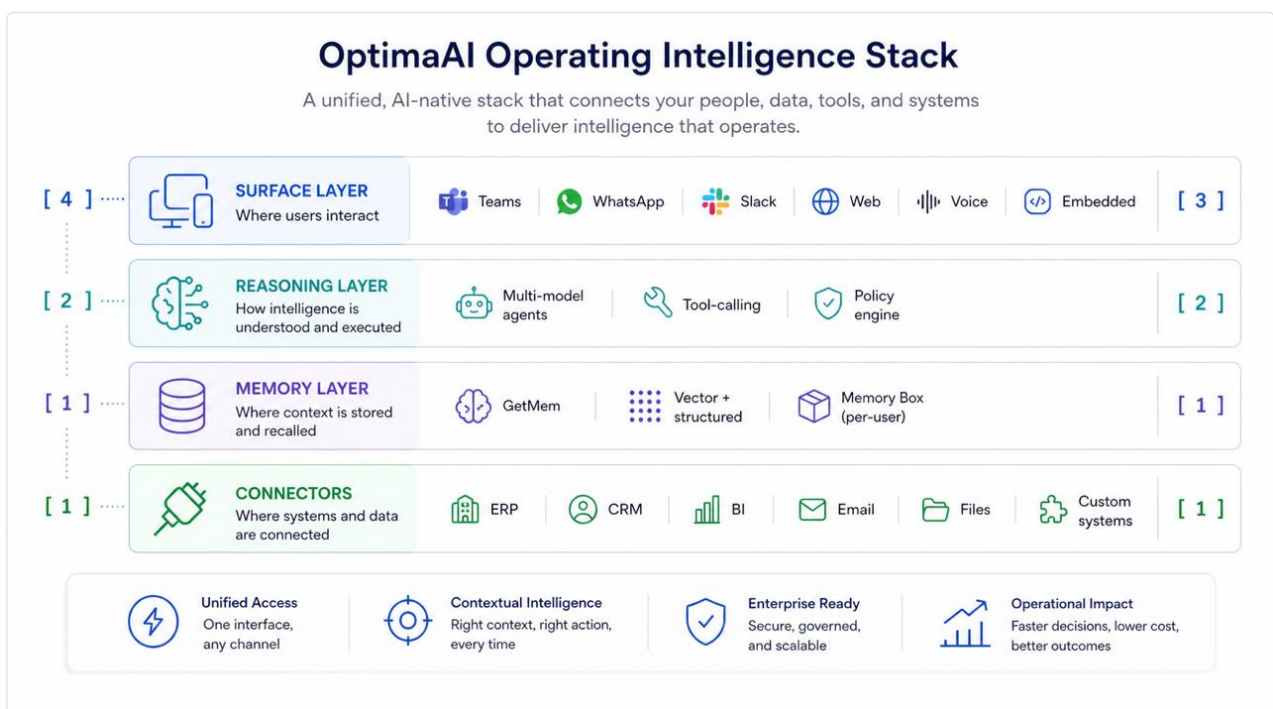 OptimaAI Operating Intelligence Stack
A unified, AI-native stack that connects your people, data, tools, and systems
to deliver intelligence that operates.
[ 4 ]
SURFACE LAYER
Where users interact
Teams
WhatsApp
Slack
Web
Voice
Embedded
[ 3 ]
[ 2 ]
REASONING LAYER
How intelligence is
understood and executed
Multi-model
agents
Tool-calling
Policy
engine
[ 2 ]
[ 1 ]
MEMORY LAYER
Where context is stored
and recalled
GetMem
Vector +
structured
Memory Box
(per-user)
[ 1 ]
[ 1 ]
CONNECTORS
Where systems and data
are connected
ERP
CRM
BI
Email
Files
Custom
systems
[ 1 ]
Unified Access
One interface,
any channel
Contextual Intelligence
Right context, right action,
every time
Enterprise Ready
Secure, governed,
and scalable
Operational Impact
Faster decisions, lower cost,
better outcomes